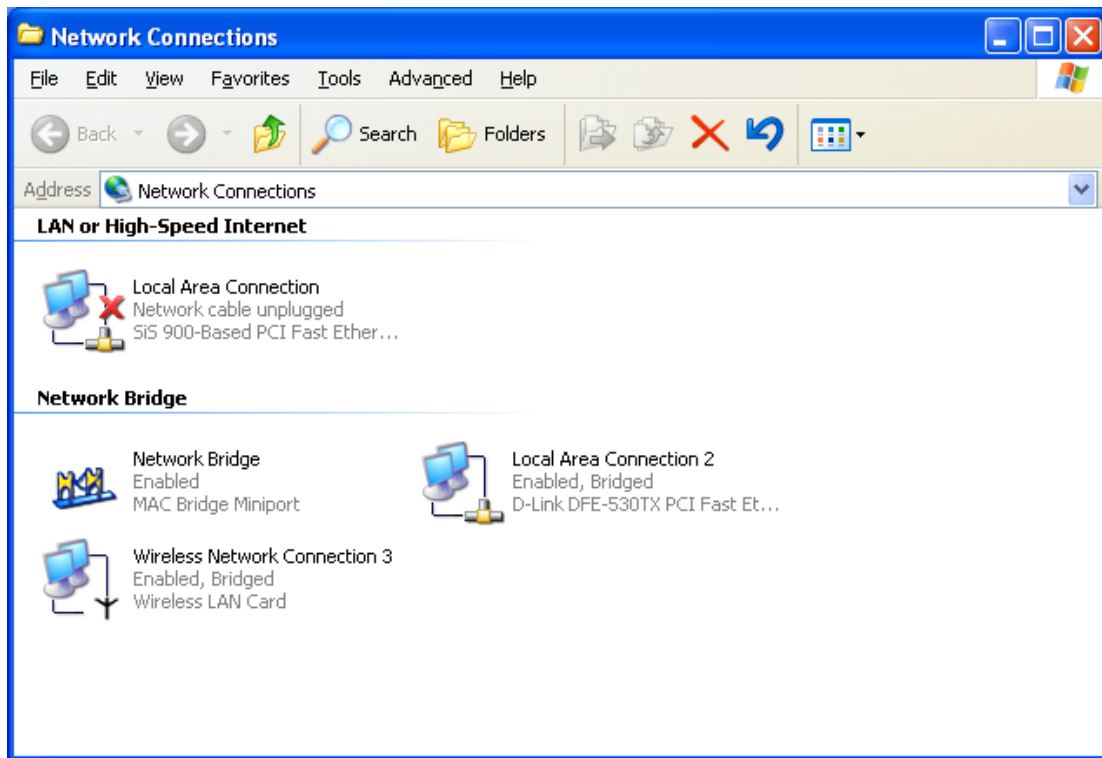 Network Connections
File Edit View Favorites Tools Advanced Help
Back Search Folders
Address Network Connections
LAN or High-Speed Internet
Local Area Connection
Network cable unplugged
SiS 900-Based PCI Fast Ether...
Network Bridge
Network Bridge
Enabled
MAC Bridge Miniport
Local Area Connection 2
Enabled, Bridged
D-Link DFE-530TX PCI Fast Et...
Wireless Network Connection 3
Enabled, Bridged
Wireless LAN Card